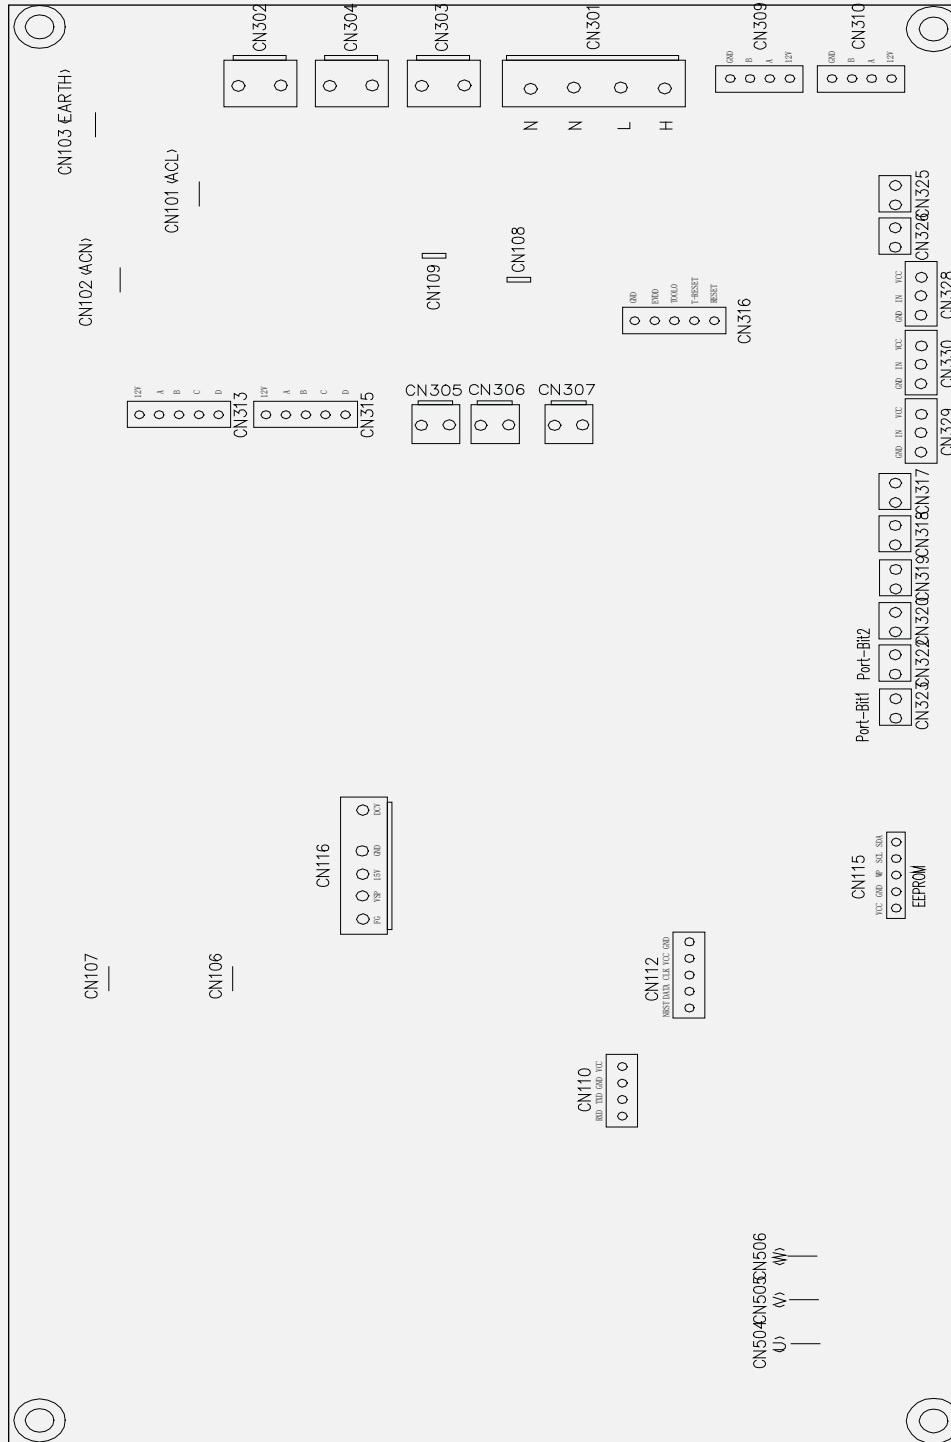 CN302
CN304
CN303
CN301
CN309
CN310
GND
B
A
12V
GND
B
A
12V
N
N
L
H
CN103 (EARTH)
CN101 (ACL)
CN102 (ACN)
CN325
CN326
CN109
CN108
GND
EVDD
TOOLO
T-RESET
RESET
CN316
GND IN VCC
CN328
GND IN VCC
CN330
GND IN VCC
CN329
12V
A
B
C
D
CN313
12V
A
B
C
D
CN315
CN305
CN306
CN307
CN317
CN318
CN319
CN320
Port-Bit2
CN322
Port-Bit1
CN323
CN116
DCV
GND
15V
VSP
FG
CN115
VCC GND WP SCL SDA
EEPROM
CN107
CN106
CN112
NRST DATA CLK VCC GND
CN110
RXD TXD GND VCC
CN506
(W)
CN505
(V)
CN504
(U)